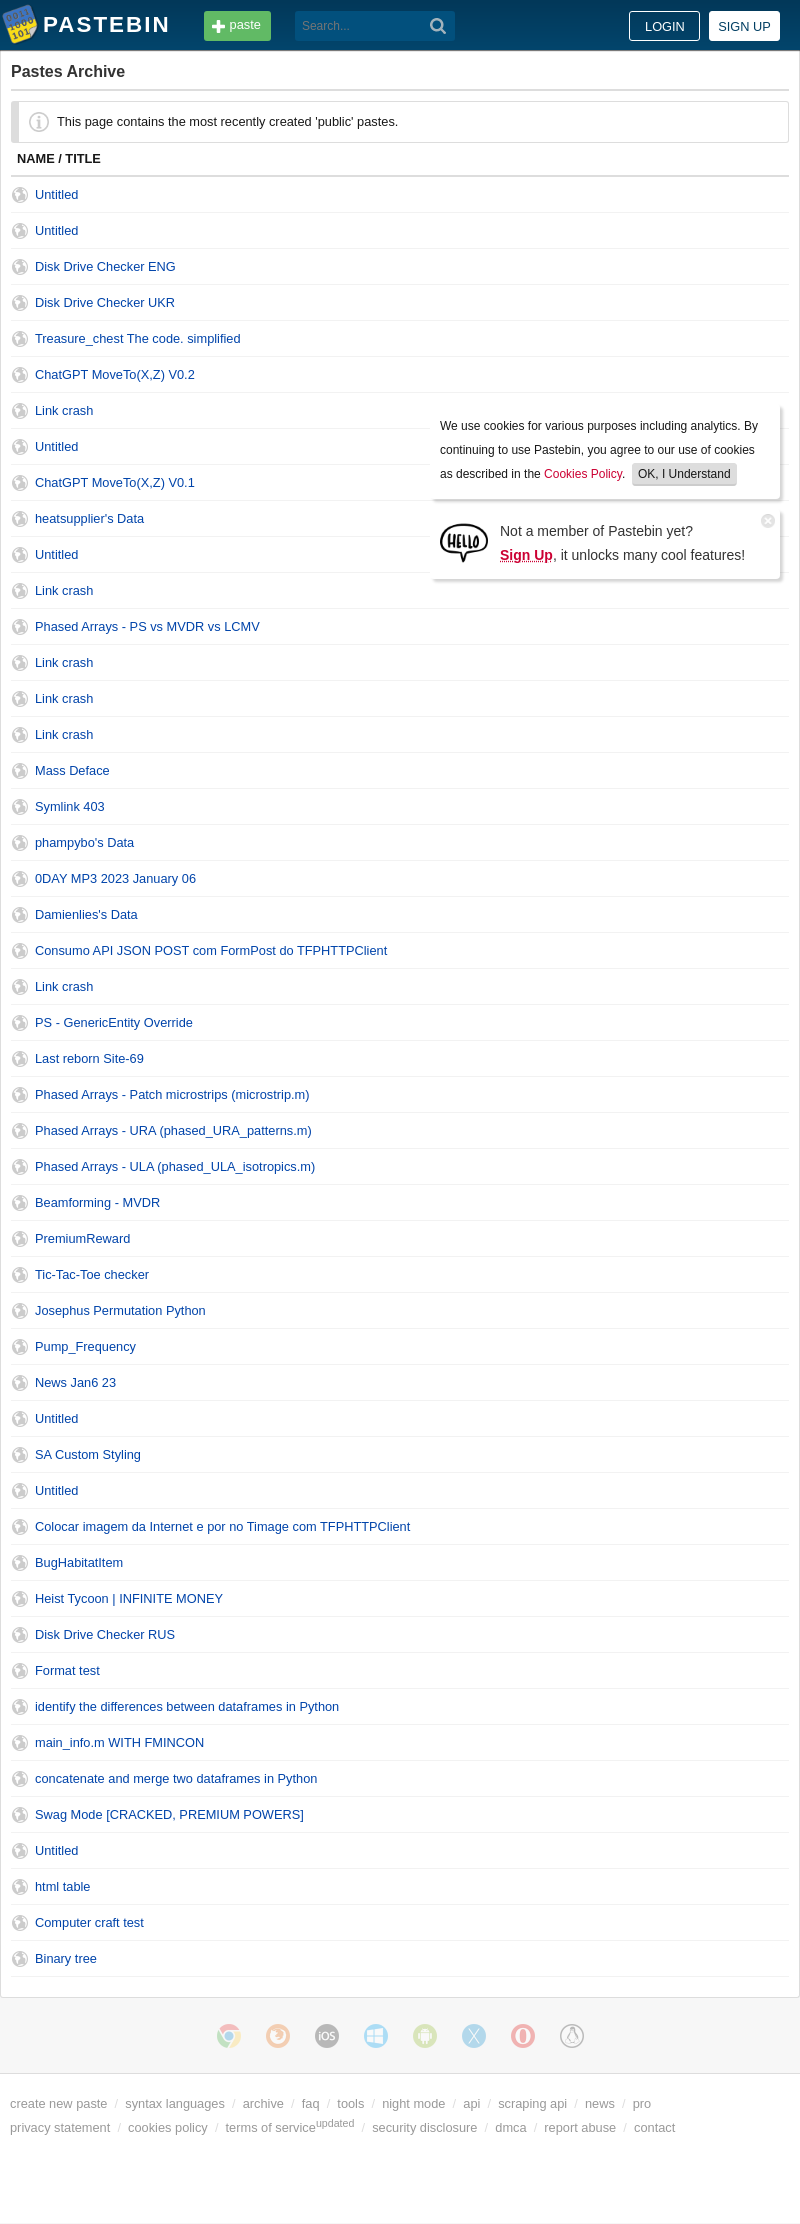 PASTEBIN
paste
Search...
LOGIN
SIGN UP
Pastes Archive
This page contains the most recently created 'public' pastes.
NAME / TITLE
Untitled
Untitled
Disk Drive Checker ENG
Disk Drive Checker UKR
Treasure_chest The code. simplified
ChatGPT MoveTo(X,Z) V0.2
Link crash
Untitled
ChatGPT MoveTo(X,Z) V0.1
heatsupplier's Data
Untitled
We use cookies for various purposes including analytics. By
continuing to use Pastebin, you agree to our use of cookies
as described in the Cookies Policy. OK, I Understand
HELLO
Not a member of Pastebin yet?
Sign Up, it unlocks many cool features!
Link crash
Phased Arrays - PS vs MVDR vs LCMV
Link crash
Link crash
Link crash
Mass Deface
Symlink 403
phampybo's Data
0DAY MP3 2023 January 06
Damienlies's Data
Consumo API JSON POST com FormPost do TFPHTTPClient
Link crash
PS - GenericEntity Override
Last reborn Site-69
Phased Arrays - Patch microstrips (microstrip.m)
Phased Arrays - URA (phased_URA_patterns.m)
Phased Arrays - ULA (phased_ULA_isotropics.m)
Beamforming - MVDR
PremiumReward
Tic-Tac-Toe checker
Josephus Permutation Python
Pump_Frequency
News Jan6 23
Untitled
SA Custom Styling
Untitled
Colocar imagem da Internet e por no Timage com TFPHTTPClient
BugHabitatItem
Heist Tycoon | INFINITE MONEY
Disk Drive Checker RUS
Format test
identify the differences between dataframes in Python
main_info.m WITH FMINCON
concatenate and merge two dataframes in Python
Swag Mode [CRACKED, PREMIUM POWERS]
Untitled
html table
Computer craft test
Binary tree
iOS
create new paste / syntax languages / archive / faq / tools / night mode / api / scraping api / news / pro
privacy statement / cookies policy / terms of serviceupdated / security disclosure / dmca / report abuse / contact